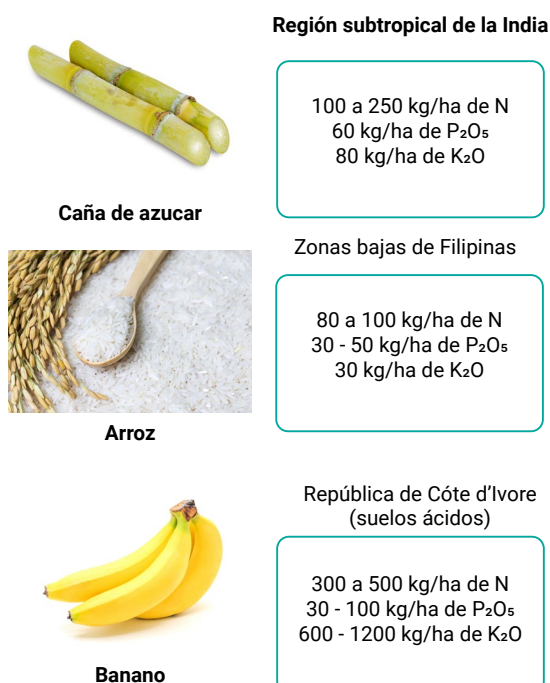 Región subtropical de la India
100 a 250 kg/ha de N
60 kg/ha de P₂O₅
80 kg/ha de K₂O
Caña de azucar
Zonas bajas de Filipinas
80 a 100 kg/ha de N
30 - 50 kg/ha de P₂O₅
30 kg/ha de K₂O
Arroz
República de Cóte d’Ivore
(suelos ácidos)
300 a 500 kg/ha de N
30 - 100 kg/ha de P₂O₅
600 - 1200 kg/ha de K₂O
Banano